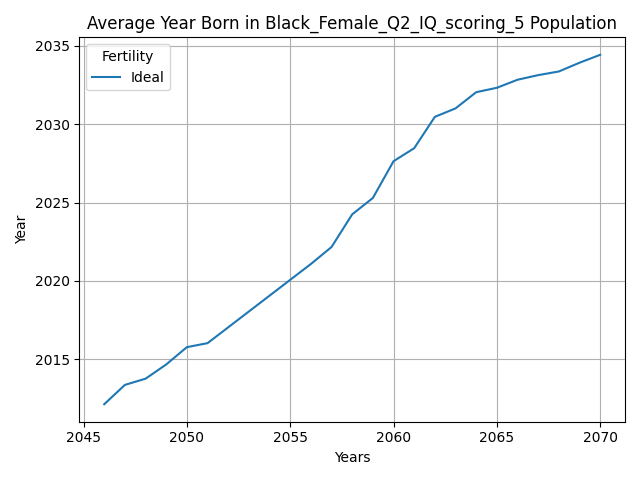 Average Year Born in Black_Female_Q2_IQ_scoring_5 Population
Fertility
Ideal
Year
2035
2030
2025
2020
2015
2045 2050 2055 2060 2065 2070
Years